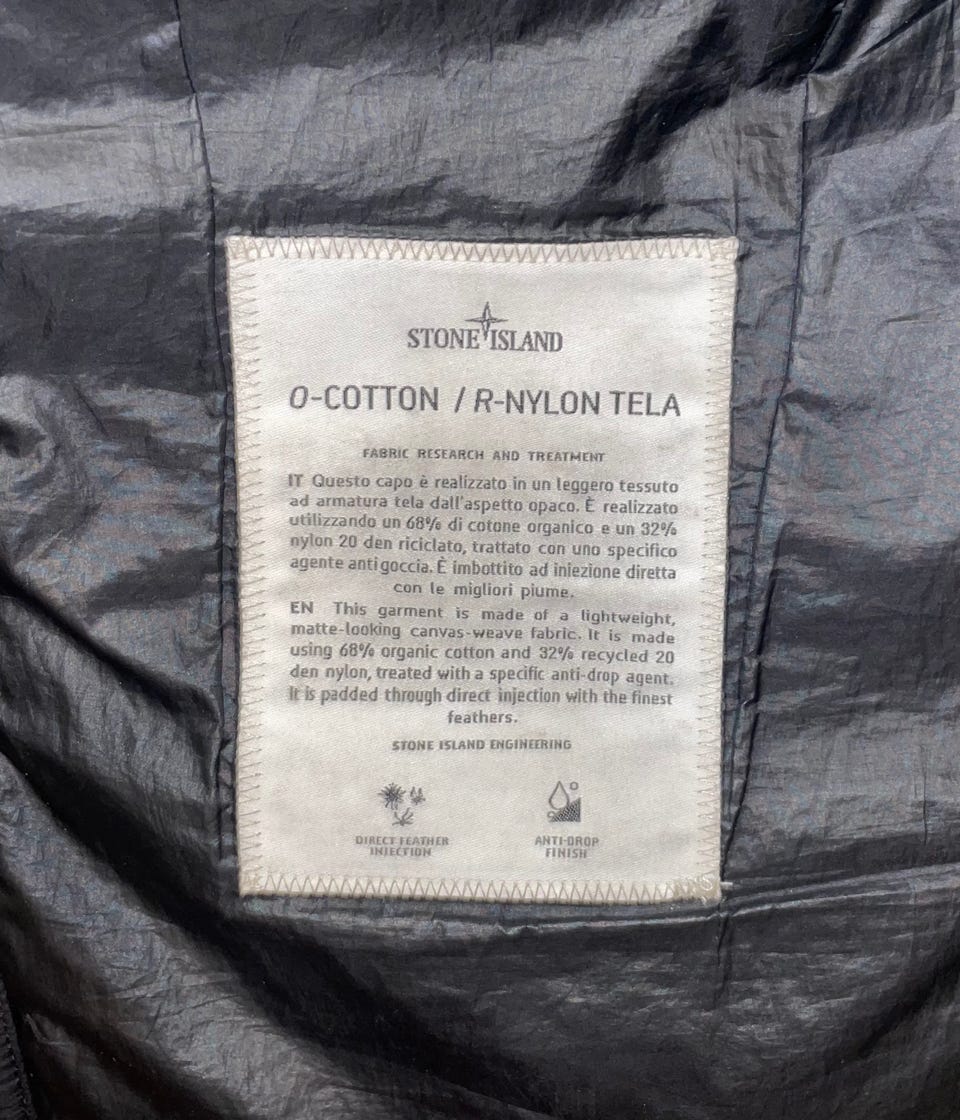 STONE ISLAND
O-COTTON / R-NYLON TELA
FABRIC RESEARCH AND TREATMENT
IT Questo capo è realizzato in un leggero tessuto
ad armatura tela dall'aspetto opaco. È realizzato
utilizzando un 68% di cotone organico e un 32%
nylon 20 den riciclato, trattato con uno specifico
agente antigoccia. È imbottito ad iniezione diretta
con le migliori piume.
EN This garment is made of a lightweight,
matte-looking canvas-weave fabric. It is made
using 68% organic cotton and 32% recycled 20
den nylon, treated with a specific anti-drop agent.
It is padded through direct injection with the finest
feathers.
STONE ISLAND ENGINEERING
DIRECT FEATHER
INJECTION
ANTI-DROP
FINISH